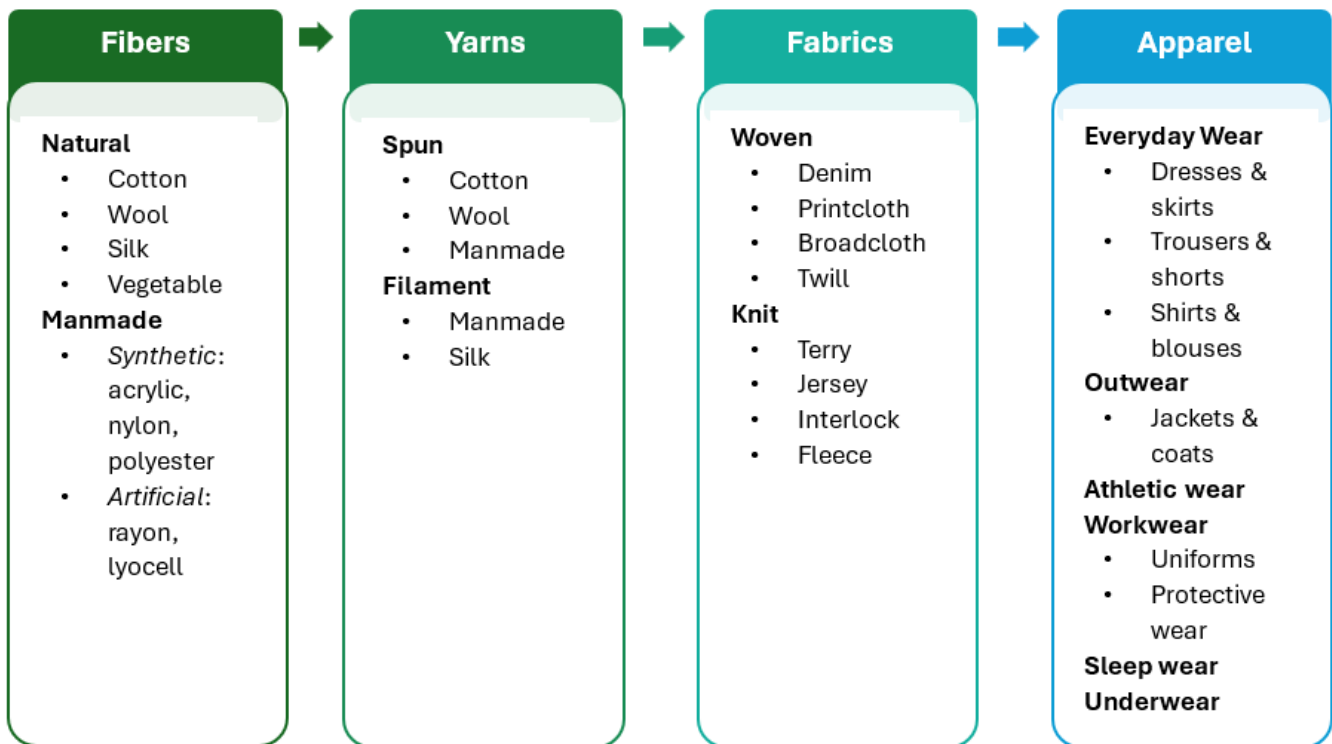 Fibers
Natural
• Cotton
• Wool
• Silk
• Vegetable
Manmade
• Synthetic:
acrylic,
nylon,
polyester
• Artificial:
rayon,
lyocell
Yarns
Spun
• Cotton
• Wool
• Manmade
Filament
• Manmade
• Silk
Fabrics
Woven
• Denim
• Printcloth
• Broadcloth
• Twill
Knit
• Terry
• Jersey
• Interlock
• Fleece
Apparel
Everyday Wear
• Dresses &
skirts
• Trousers &
shorts
• Shirts &
blouses
Outwear
• Jackets &
coats
Athletic wear
Workwear
• Uniforms
• Protective
wear
Sleep wear
Underwear